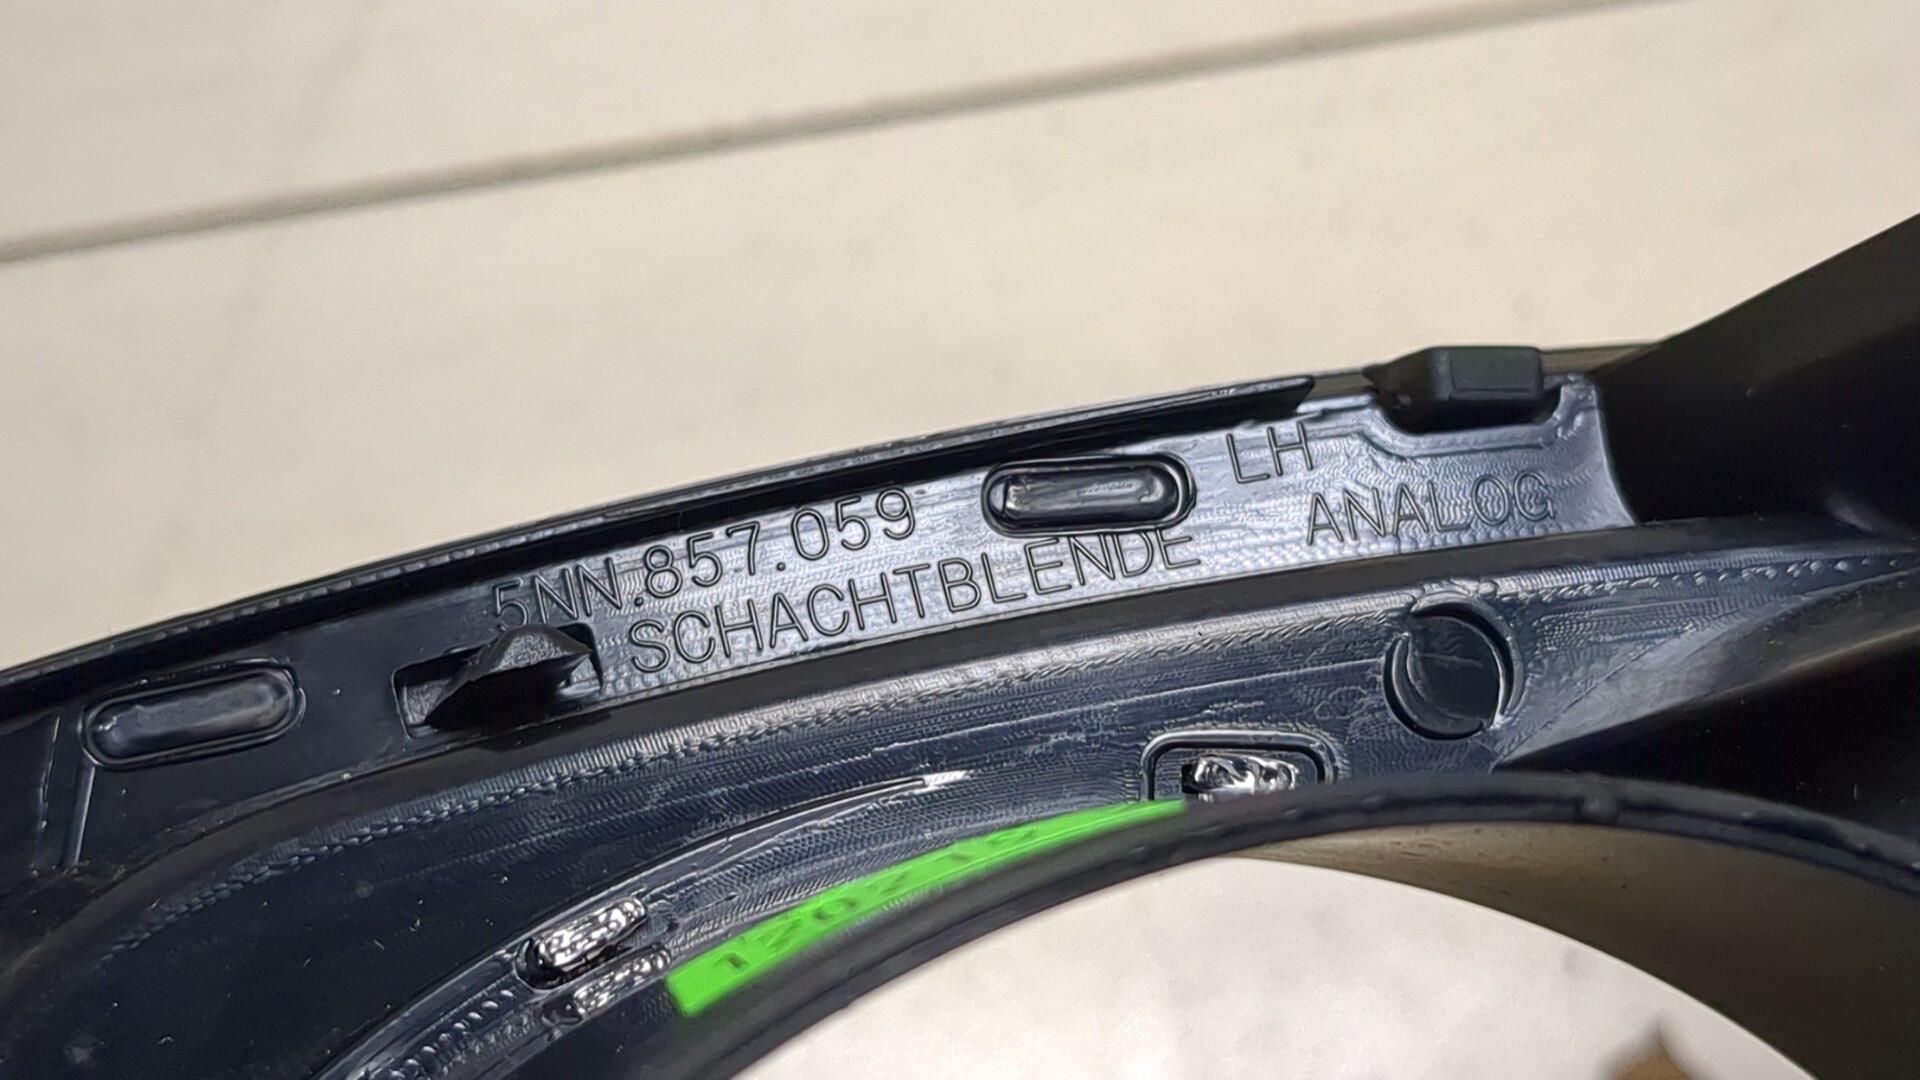 5NN.857.059
SCHACHTBLENDE
LH
ANALOG